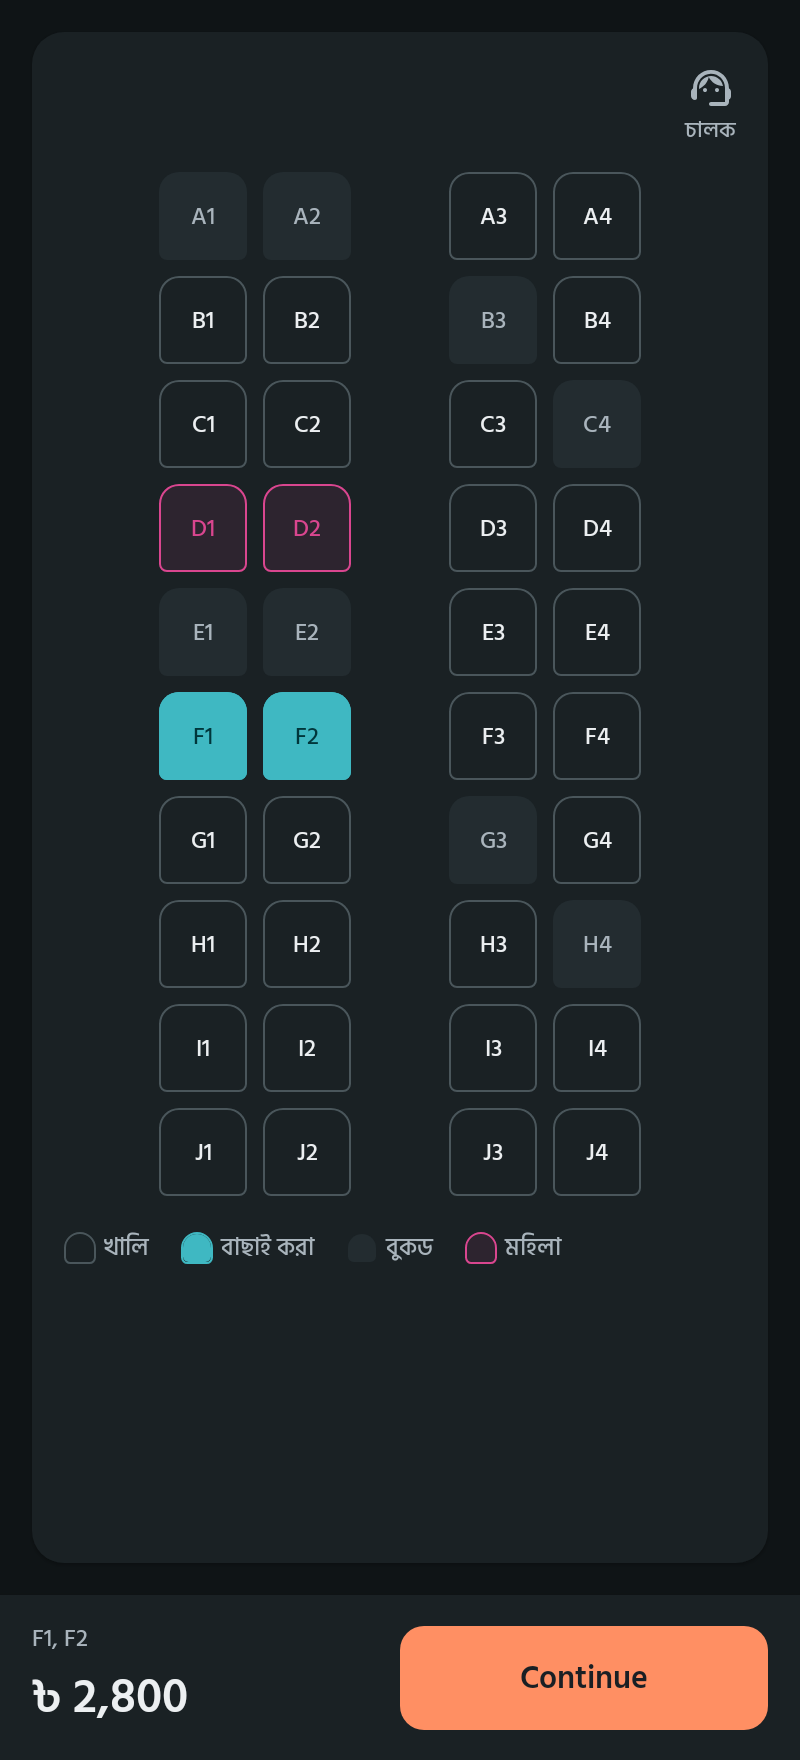 চালক
A1 A2 A3 A4
B1 B2 B3 B4
C1 C2 C3 C4
D1 D2 D3 D4
E1 E2 E3 E4
F1 F2 F3 F4
G1 G2 G3 G4
H1 H2 H3 H4
I1 I2 I3 I4
J1 J2 J3 J4
খালি বাছাই করা বুকড মহিলা
F1, F2
৳ 2,800
Continue